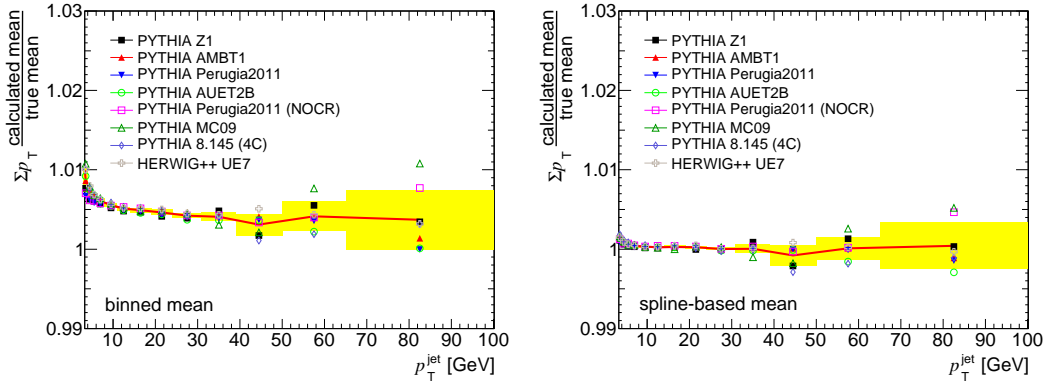 Σp_T calculated mean / true mean
1.03
1.02
1.01
1
0.99
PYTHIA Z1
PYTHIA AMBT1
PYTHIA Perugia2011
PYTHIA AUET2B
PYTHIA Perugia2011 (NOCR)
PYTHIA MC09
PYTHIA 8.145 (4C)
HERWIG++ UE7
binned mean
10 20 30 40 50 60 70 80 90 100
p_T^jet [GeV]
Σp_T calculated mean / true mean
1.03
1.02
1.01
1
0.99
PYTHIA Z1
PYTHIA AMBT1
PYTHIA Perugia2011
PYTHIA AUET2B
PYTHIA Perugia2011 (NOCR)
PYTHIA MC09
PYTHIA 8.145 (4C)
HERWIG++ UE7
spline-based mean
10 20 30 40 50 60 70 80 90 100
p_T^jet [GeV]